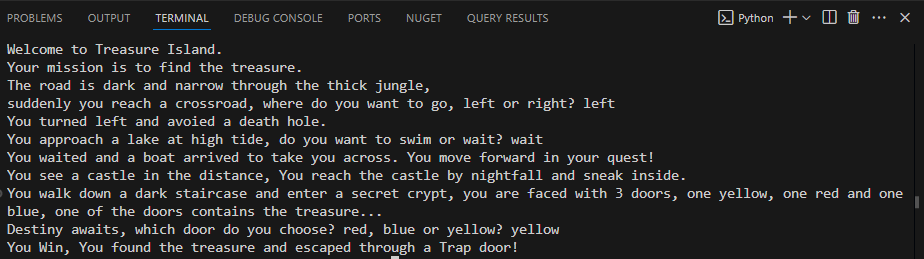 PROBLEMS OUTPUT TERMINAL DEBUG CONSOLE PORTS NUGET QUERY RESULTS Python
Welcome to Treasure Island.
Your mission is to find the treasure.
The road is dark and narrow through the thick jungle,
suddenly you reach a crossroad, where do you want to go, left or right? left
You turned left and avoied a death hole.
You approach a lake at high tide, do you want to swim or wait? wait
You waited and a boat arrived to take you across. You move forward in your quest!
You see a castle in the distance, You reach the castle by nightfall and sneak inside.
You walk down a dark staircase and enter a secret crypt, you are faced with 3 doors, one yellow, one red and one
blue, one of the doors contains the treasure...
Destiny awaits, which door do you choose? red, blue or yellow? yellow
You Win, You found the treasure and escaped through a Trap door!